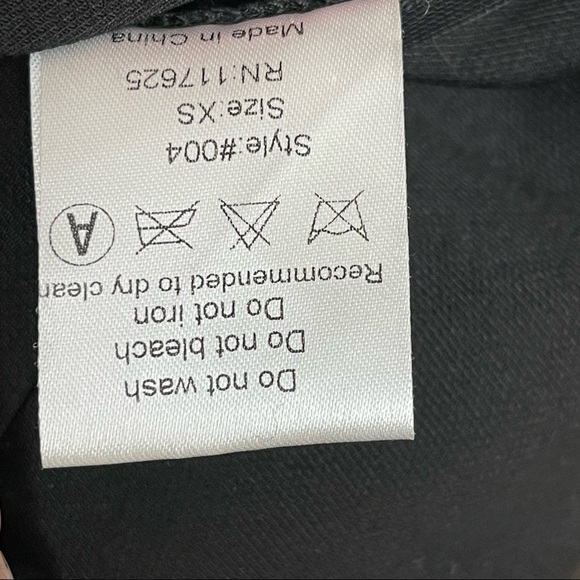 Do not wash
Do not bleach
Do not iron
Recommended to dry clean
A
Style:#004
Size:XS
RN:117625
Made in China